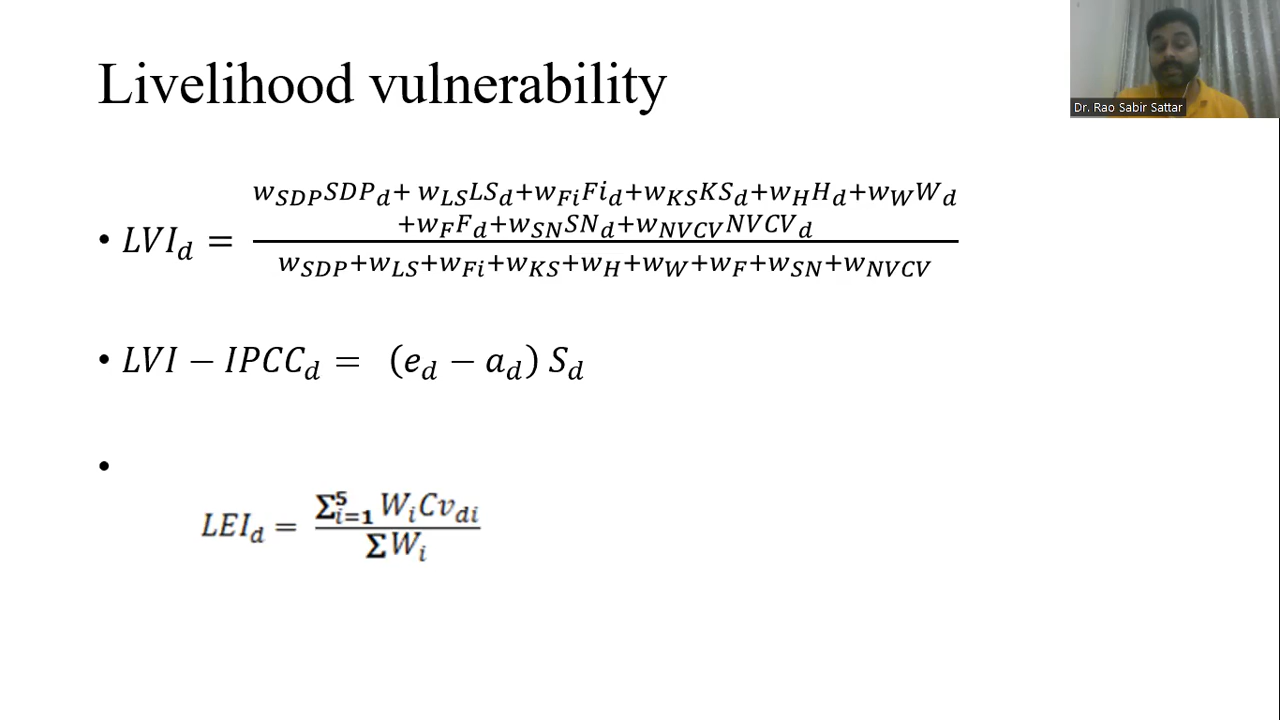 Livelihood vulnerability
Dr. Rao Sabir Sattar
• LVI_d = (w_SDP SDP_d + w_LS LS_d + w_Fi Fi_d + w_KS KS_d + w_H H_d + w_W W_d
+ w_F F_d + w_SN SN_d + w_NVCV NVCV_d)
/ (w_SDP + w_LS + w_Fi + w_KS + w_H + w_W + w_F + w_SN + w_NVCV)
• LVI − IPCC_d = (e_d − a_d) S_d
•
LEI_d = Σ_{i=1}^5 W_i Cv_di / Σ W_i